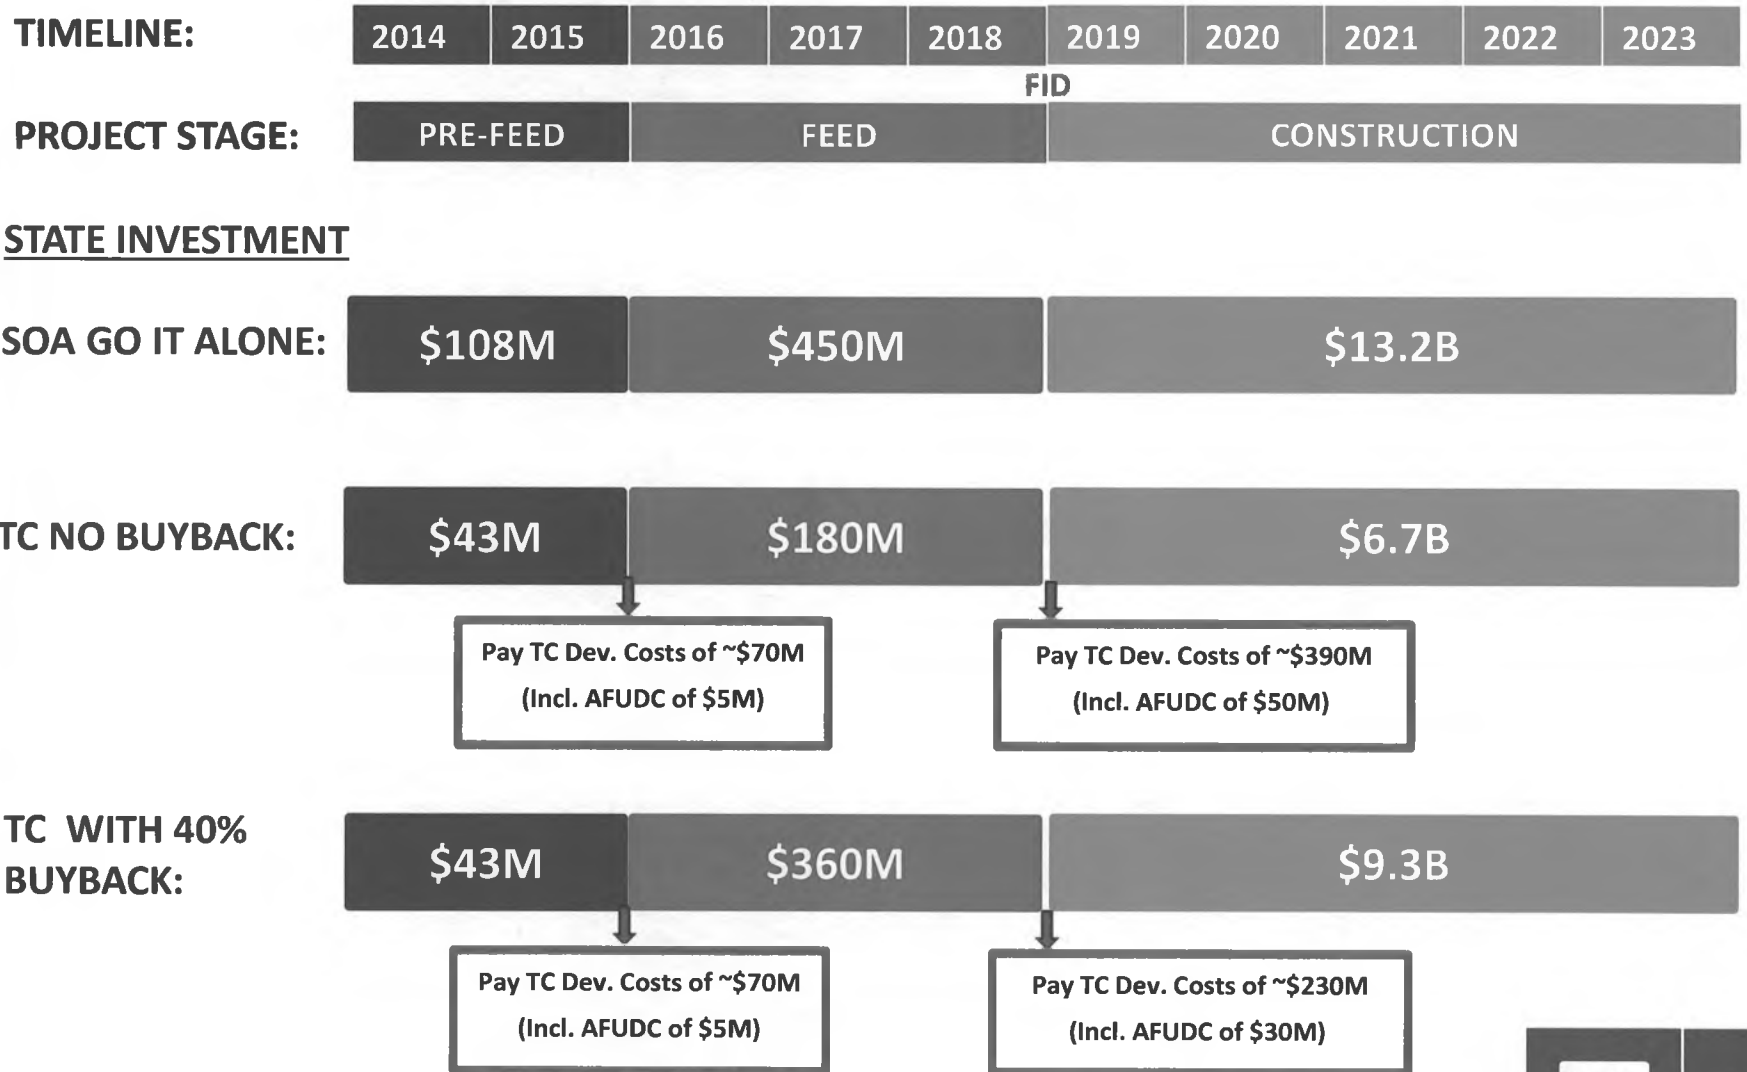 TIMELINE: 2014 2015 2016 2017 2018 2019 2020 2021 2022 2023
FID
PROJECT STAGE: PRE-FEED FEED CONSTRUCTION
STATE INVESTMENT
SOA GO IT ALONE: $108M $450M $13.2B
TC NO BUYBACK: $43M $180M $6.7B
Pay TC Dev. Costs of ~$70M
(Incl. AFUDC of $5M)
Pay TC Dev. Costs of ~$390M
(Incl. AFUDC of $50M)
TC WITH 40%
BUYBACK:
$43M $360M $9.3B
Pay TC Dev. Costs of ~$70M
(Incl. AFUDC of $5M)
Pay TC Dev. Costs of ~$230M
(Incl. AFUDC of $30M)